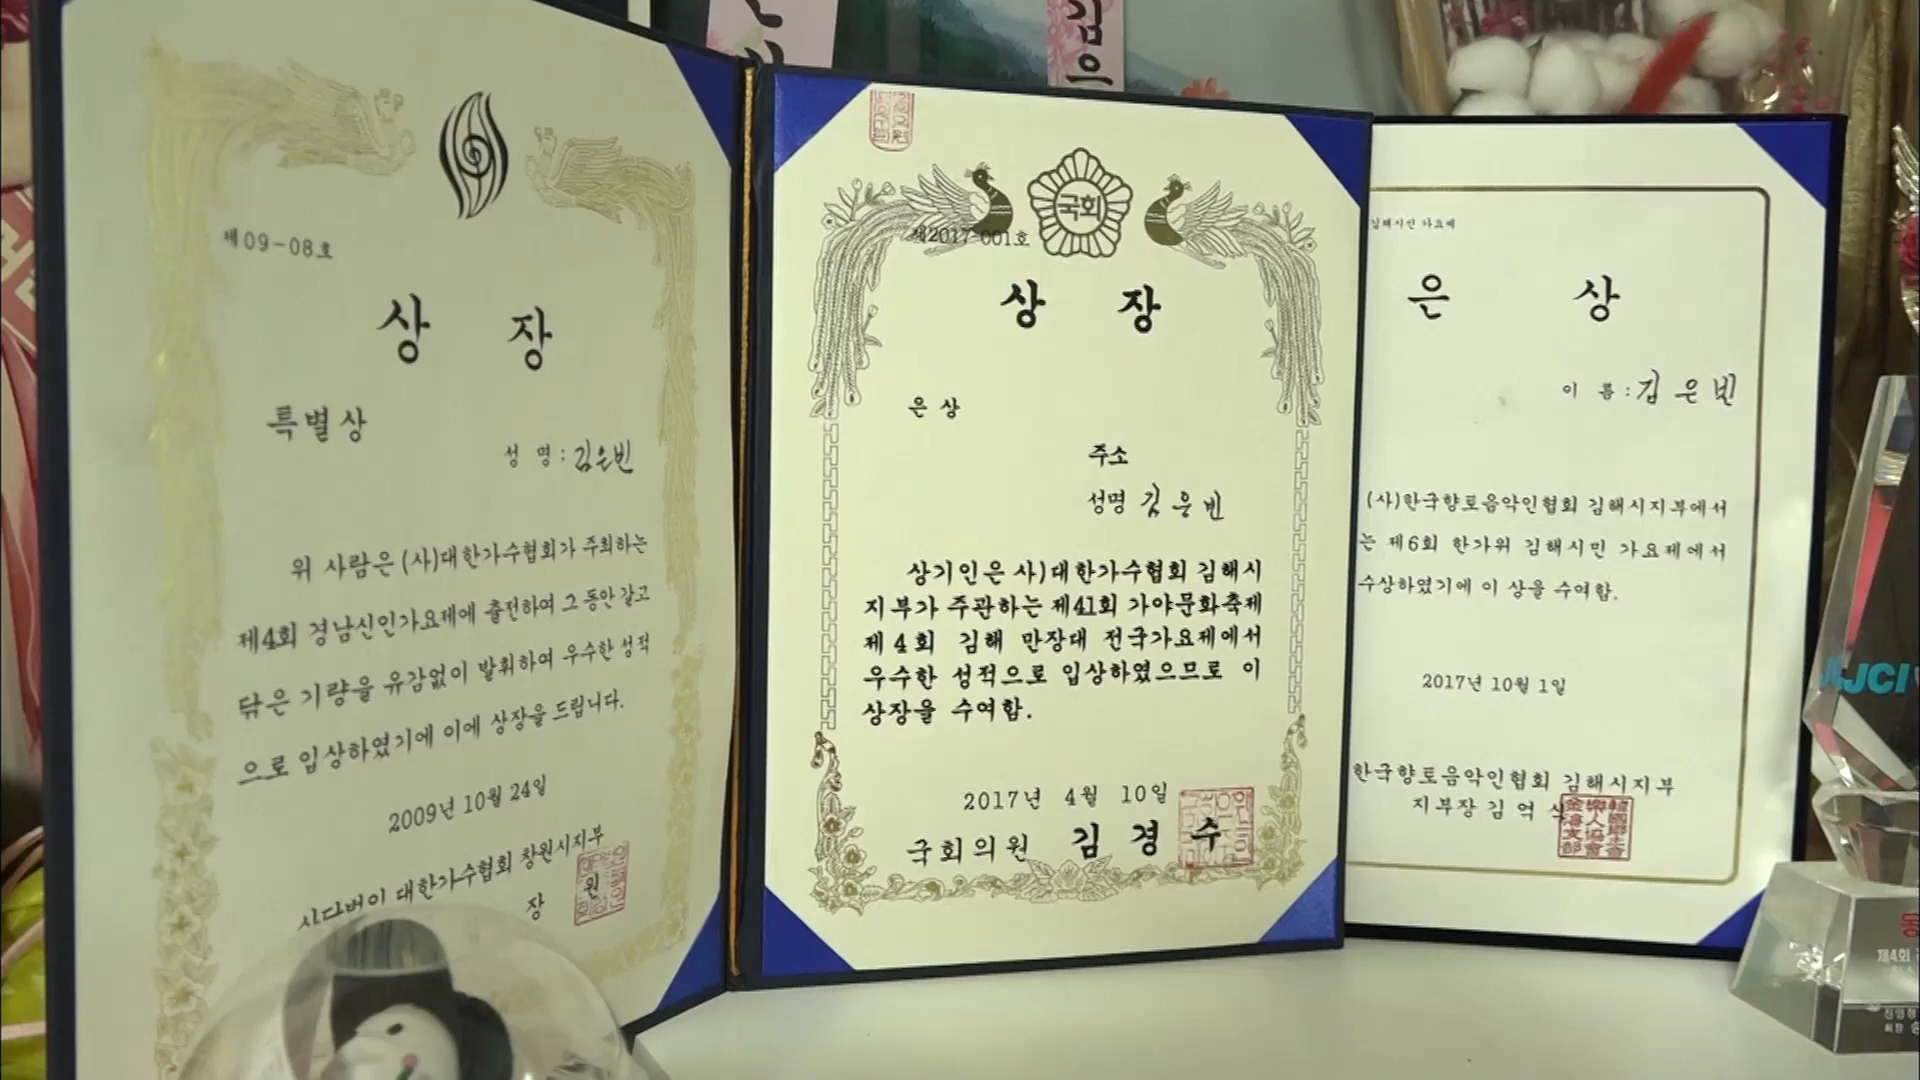 제09-08호
상 장
특별상
성 명 : 김은빈
위 사람은 (사)대한가수협회가 주최하는
제4회 경남신인가요제에 출전하여 그 동안 갈고
닦은 기량을 유감없이 발휘하여 우수한 성적
으로 입상하였기에 이에 상장을 드립니다.
2009년 10월 24일
대한가수협회 창원시지부
장
국회
제2017-001호
상 장
은 상
주소
성명 김은빈
상기인은 사)대한가수협회 김해시
지부가 주관하는 제41회 가야문화축제
제 4 회 김해 만장대 전국가요제에서
우수한 성적으로 입상하였으므로 이
상장을 수여함.
2017년 4월 10일
국회의원 김 경 수
김해시민 가요제
은 상
이 름 : 김은빈
(사)한국향토음악인협회 김해시지부에서
는 제6회 한가위 김해시민 가요제에서
수상하였기에 이 상을 수여함.
2017년 10월 1일
한국향토음악인협회 김해시지부
지부장 김 억 식
JCI
제4회